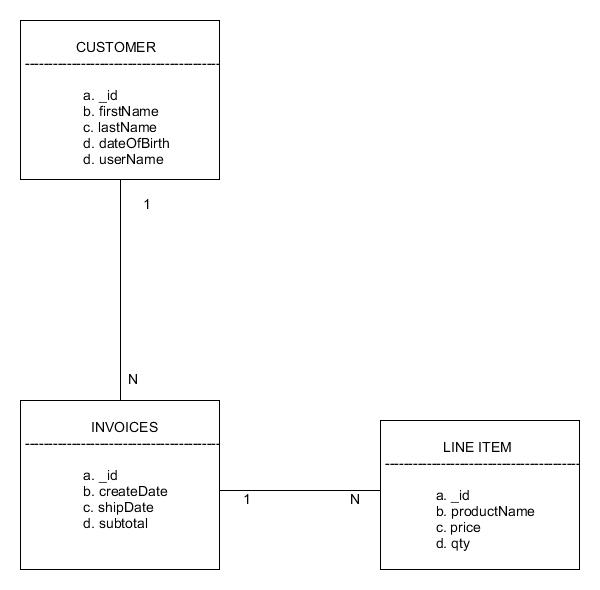 CUSTOMER
a. _id
b. firstName
c. lastName
d. dateOfBirth
d. userName
1
N
INVOICES
a. _id
b. createDate
c. shipDate
d. subtotal
1
N
LINE ITEM
a. _id
b. productName
c. price
d. qty